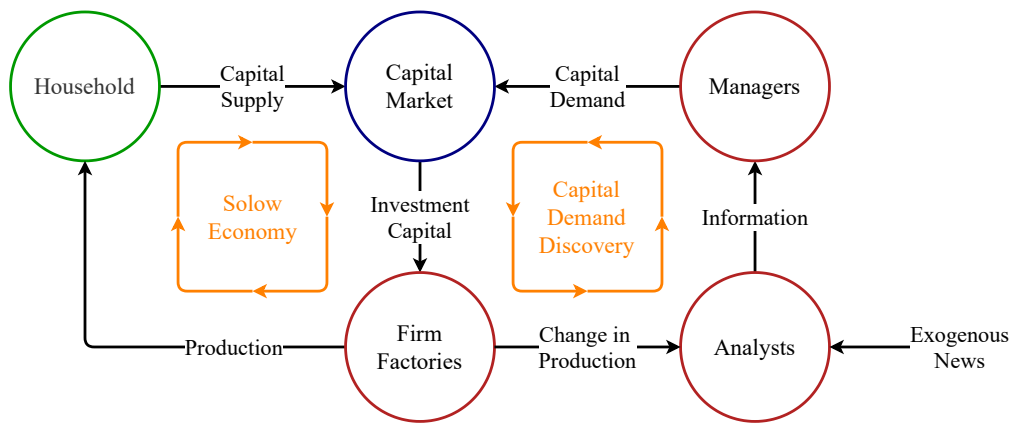 Household
Capital
Supply
Capital
Market
Capital
Demand
Managers
Solow
Economy
Investment
Capital
Capital
Demand
Discovery
Information
Production
Firm
Factories
Change in
Production
Analysts
Exogenous
News